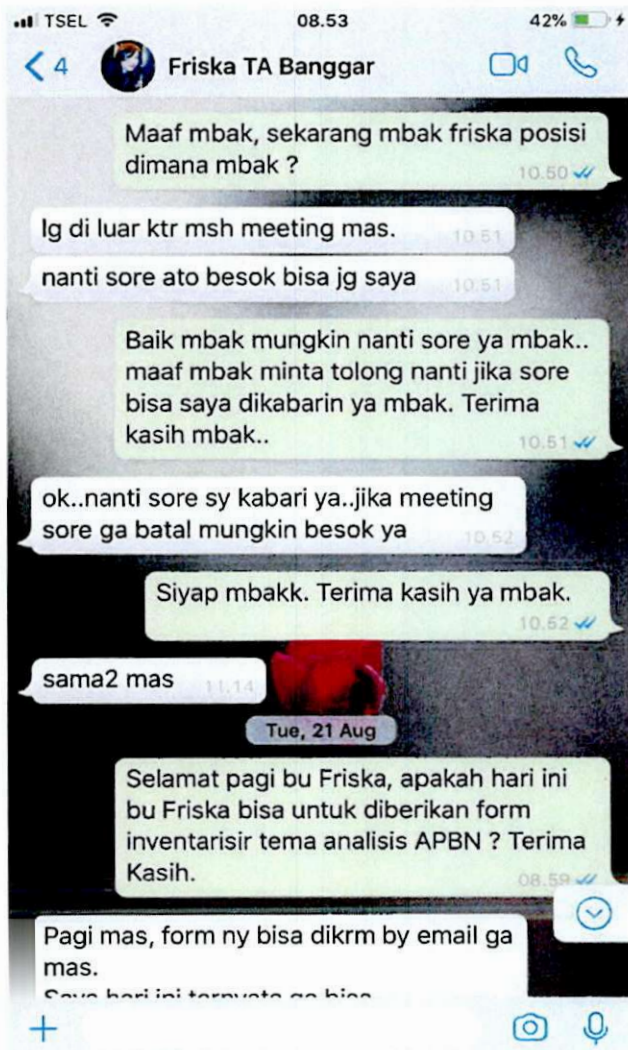 TSEL 08.53 42%
4 Friska TA Banggar
Maaf mbak, sekarang mbak friska posisi
dimana mbak ?
10.50
lg di luar ktr msh meeting mas.
10.51
nanti sore ato besok bisa jg saya
10.51
Baik mbak mungkin nanti sore ya mbak..
maaf mbak minta tolong nanti jika sore
bisa saya dikabarin ya mbak. Terima
kasih mbak..
10.51
ok..nanti sore sy kabari ya..jika meeting
sore ga batal mungkin besok ya
10.52
Siyap mbakk. Terima kasih ya mbak.
10.52
sama2 mas
11.14
Tue, 21 Aug
Selamat pagi bu Friska, apakah hari ini
bu Friska bisa untuk diberikan form
inventarisir tema analisis APBN ? Terima
Kasih.
08.59
Pagi mas, form ny bisa dikrm by email ga
mas.
Saya hari ini ternyata ga bisa